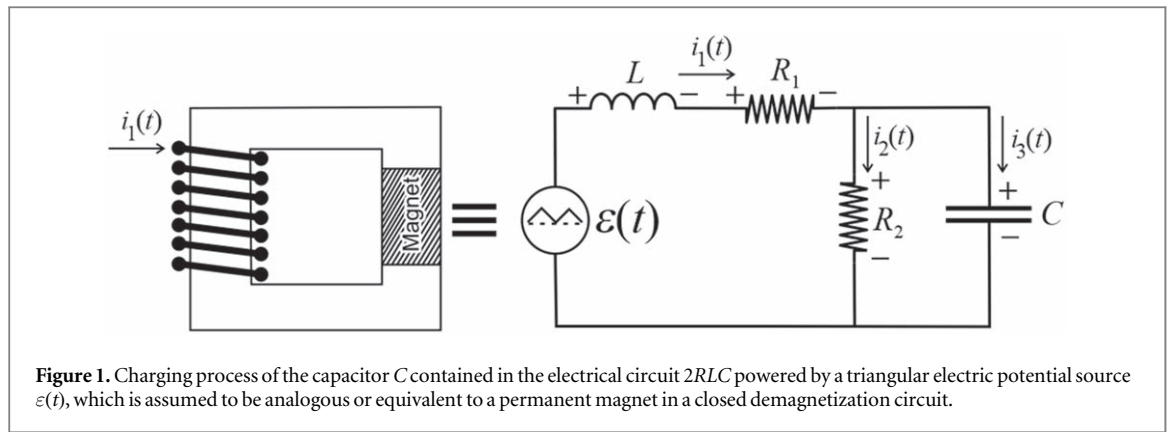 i₁(t)
L
i₁(t)
R₁
+ − + −
i₁(t)
Magnet
≡
ε(t)
i₂(t)
+
R₂
−
i₃(t)
+
C
−
Figure 1. Charging process of the capacitor C contained in the electrical circuit 2RLC powered by a triangular electric potential source
ε(t), which is assumed to be analogous or equivalent to a permanent magnet in a closed demagnetization circuit.